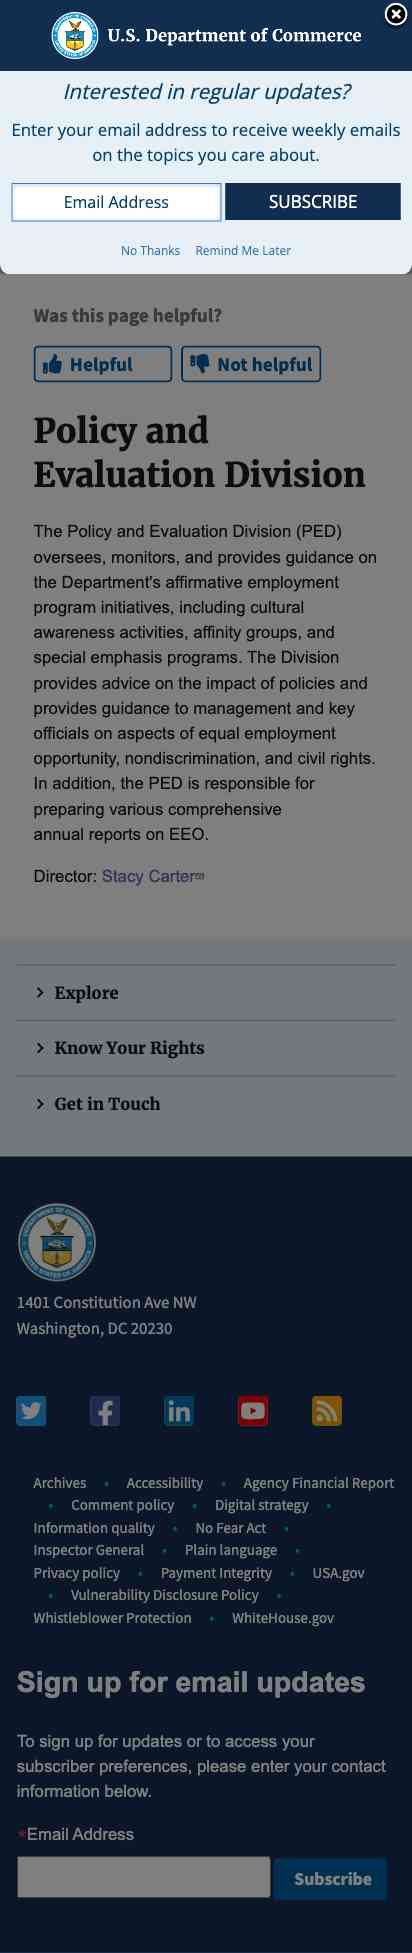 U.S. Department of Commerce
Interested in regular updates?
Enter your email address to receive weekly emails
on the topics you care about.
Email Address
SUBSCRIBE
No Thanks Remind Me Later
Was this page helpful?
Helpful Not helpful
Policy and
Evaluation Division
The Policy and Evaluation Division (PED)
oversees, monitors, and provides guidance on
the Department's affirmative employment
program initiatives, including cultural
awareness activities, affinity groups, and
special emphasis programs. The Division
provides advice on the impact of policies and
provides guidance to management and key
officials on aspects of equal employment
opportunity, nondiscrimination, and civil rights.
In addition, the PED is responsible for
preparing various comprehensive
annual reports on EEO.
Director: Stacy Carter
Explore
Know Your Rights
Get in Touch
1401 Constitution Ave NW
Washington, DC 20230
Archives • Accessibility • Agency Financial Report
• Comment policy • Digital strategy •
Information quality • No Fear Act •
Inspector General • Plain language •
Privacy policy • Payment Integrity • USA.gov
• Vulnerability Disclosure Policy •
Whistleblower Protection • WhiteHouse.gov
Sign up for email updates
To sign up for updates or to access your
subscriber preferences, please enter your contact
information below.
*Email Address
Subscribe